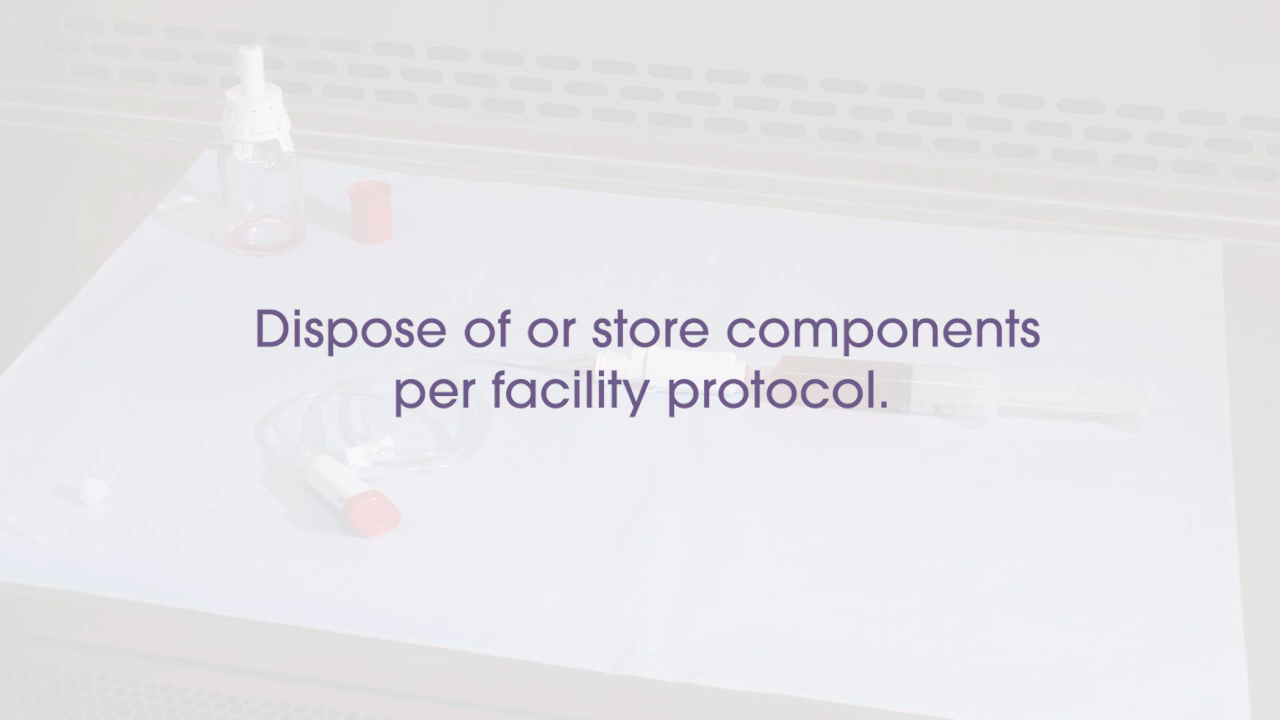 Dispose of or store components
per facility protocol.